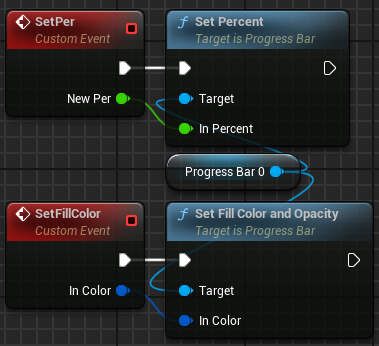 SetPer
Custom Event
New Per
f Set Percent
Target is Progress Bar
Target
In Percent
Progress Bar 0
SetFillColor
Custom Event
In Color
f Set Fill Color and Opacity
Target is Progress Bar
Target
In Color